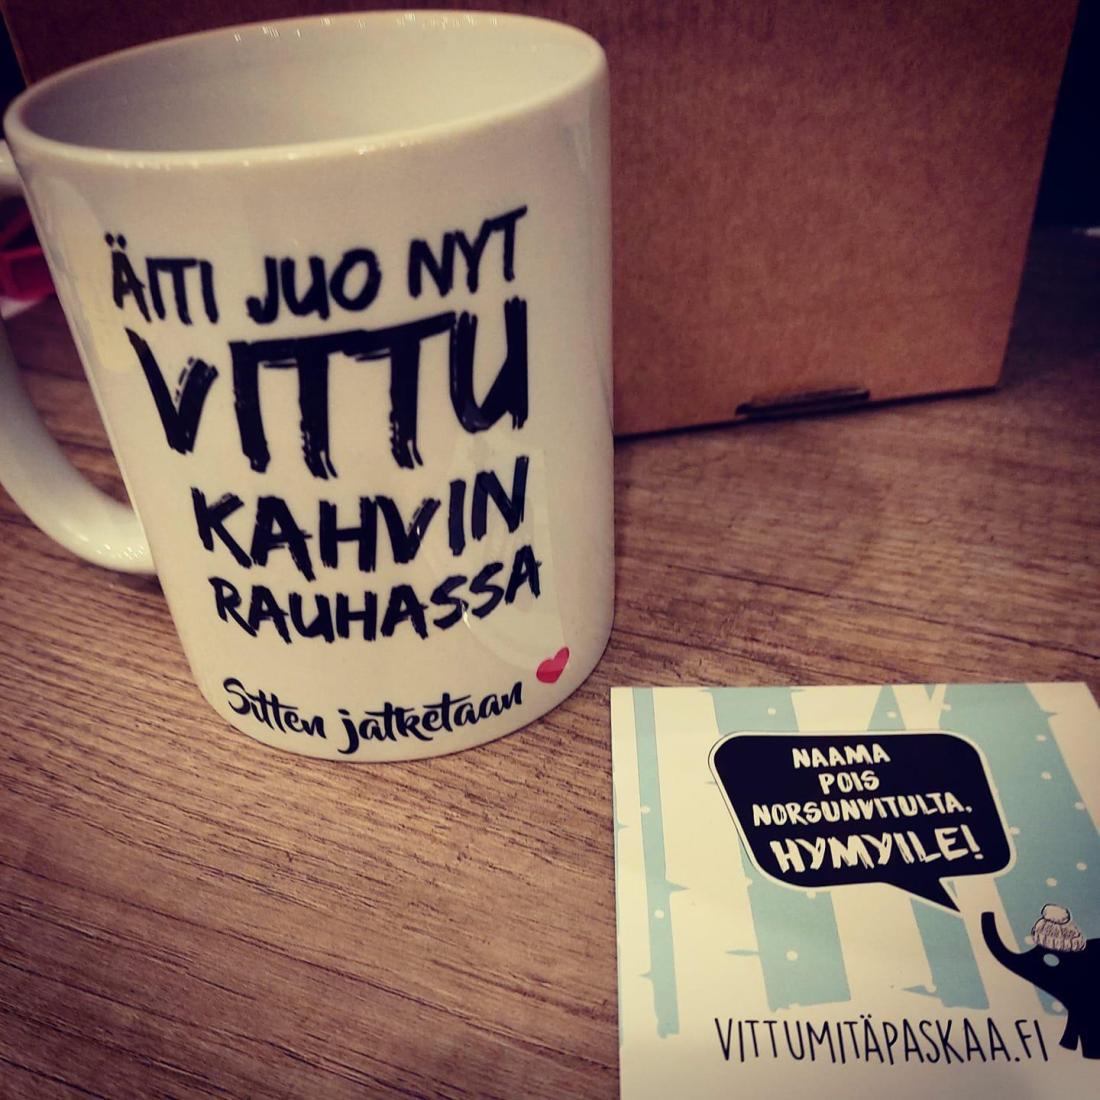 ÄITI JUO NYT
VITTU
KAHVIN
RAUHASSA
Sitten jatketaan
NAAMA
POIS
NORSUNVITULTA.
HYMYILE!
VITTUMITÄPASKAA.FI